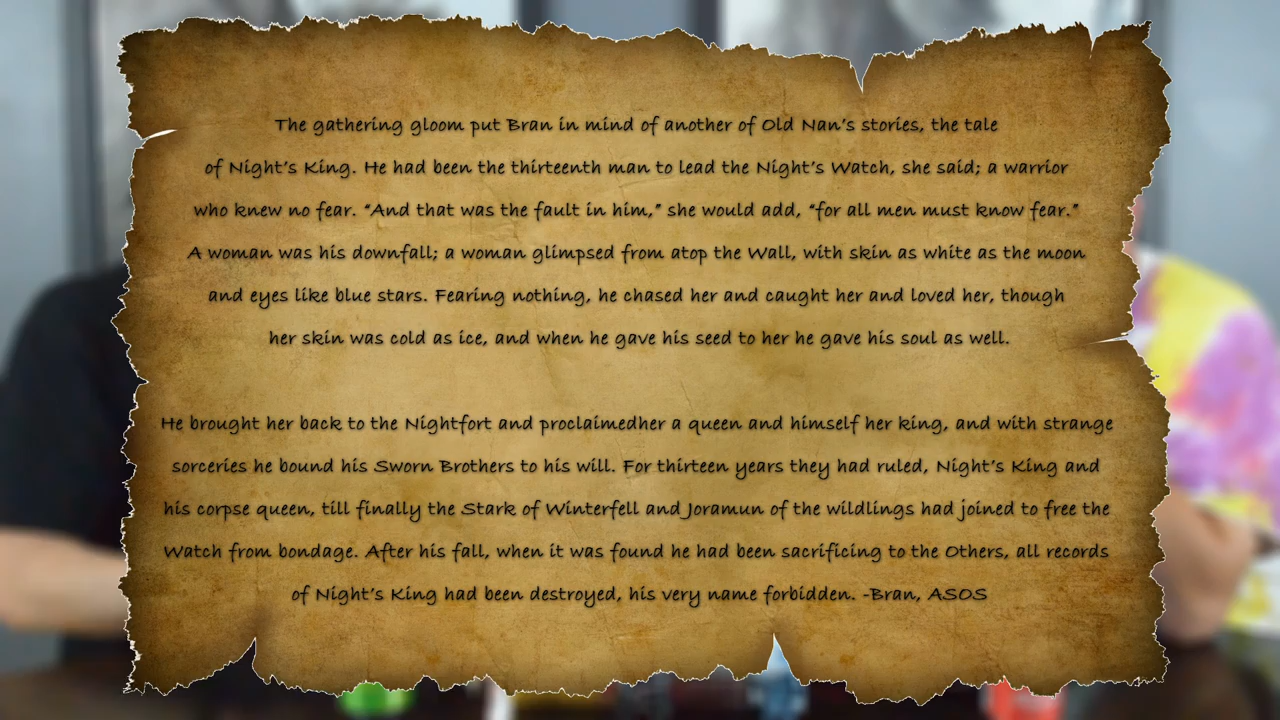 The gathering gloom put Bran in mind of another of Old Nan's stories, the tale
of Night's King. He had been the thirteenth man to lead the Night's Watch, she said; a warrior
who knew no fear. “And that was the fault in him,” she would add, “for all men must know fear.”
A woman was his downfall; a woman glimpsed from atop the Wall, with skin as white as the moon
and eyes like blue stars. Fearing nothing, he chased her and caught her and loved her, though
her skin was cold as ice, and when he gave his seed to her he gave his soul as well.
He brought her back to the Nightfort and proclaimedher a queen and himself her king, and with strange
sorceries he bound his Sworn Brothers to his will. For thirteen years they had ruled, Night's King and
his corpse queen, till finally the Stark of Winterfell and Joramun of the wildlings had joined to free the
Watch from bondage. After his fall, when it was found he had been sacrificing to the Others, all records
of Night's King had been destroyed, his very name forbidden. -Bran, ASOS